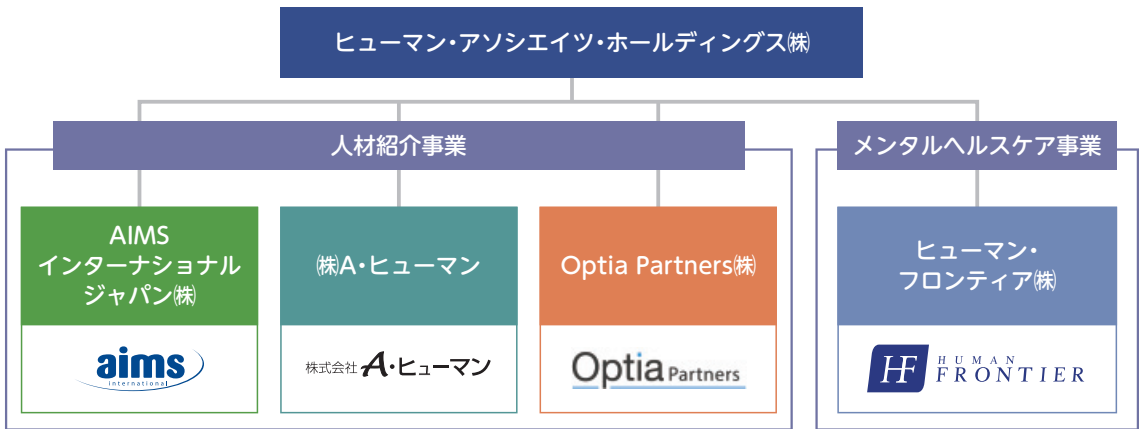 ヒューマン・アソシエイツ・ホールディングス㈱
人材紹介事業
メンタルヘルスケア事業
AIMS
インターナショナル
ジャパン㈱
㈱A・ヒューマン
Optia Partners㈱
ヒューマン・
フロンティア㈱
aims
international
株式会社 A・ヒューマン
Optia Partners
HF HUMAN
FRONTIER